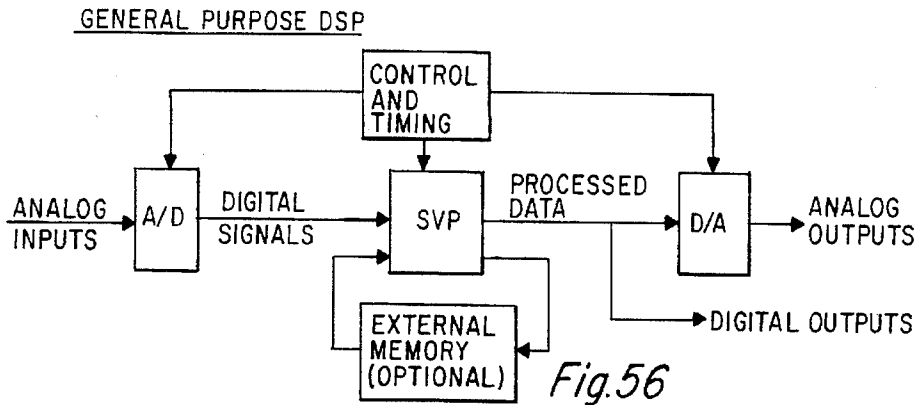 GENERAL PURPOSE DSP
CONTROL
AND
TIMING
ANALOG
INPUTS
A/D
DIGITAL
SIGNALS
SVP
PROCESSED
DATA
D/A
ANALOG
OUTPUTS
DIGITAL OUTPUTS
EXTERNAL
MEMORY
(OPTIONAL)
Fig.56